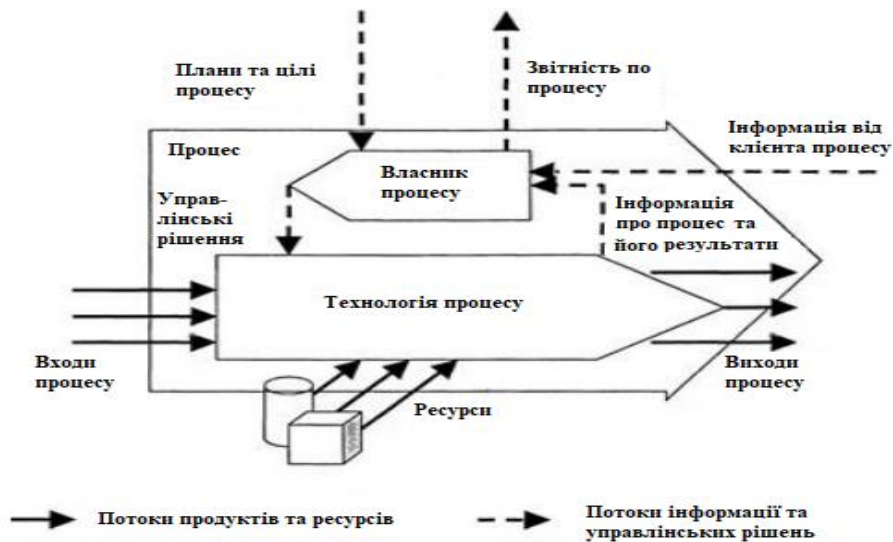 Плани та цілі
процесу
Звітність по
процесу
Інформація від
клієнта процесу
Процес
Власник
процесу
Управ-
лінські
рішення
Інформація
про процес та
його результати
Технологія процесу
Входи
процесу
Виходи
процесу
Ресурси
Потоки продуктів та ресурсів
Потоки інформації та
управлінських рішень